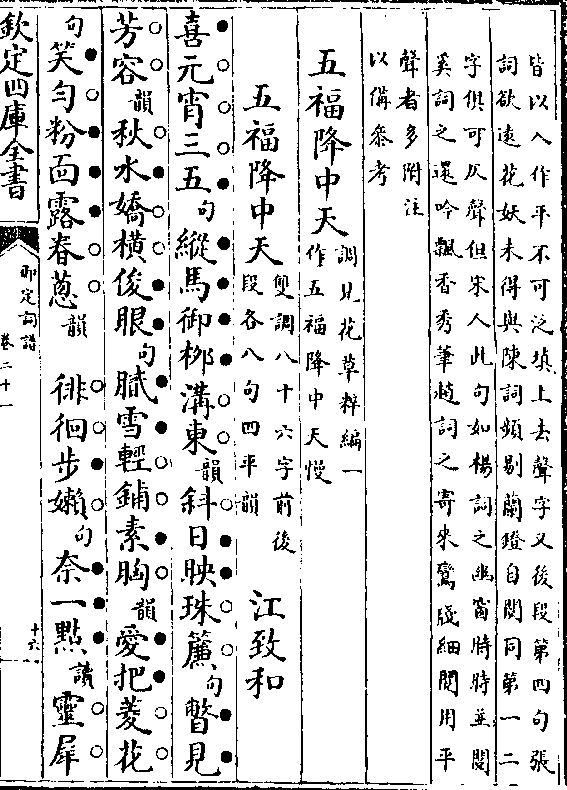 皆以入作平不可泛填上去聲字又後段第四句張
詞欲遠花妖未得與陳詞頻剔蘭燈自閱同第一二
字俱可仄聲但宋人此句如楊詞之幽窗時時並閱
奚詞之還吟飄香秀筆趙詞之寄來鸞牋細閱用平
聲者多附注
以備參考
五福降中天調見花草粹編一
作五福降中天慢
五福降中天雙調八十六字前後
段各八句四平韻 江致和
喜元宵三五句縱馬御柳溝東韻斜日映珠簾句瞥見
芳容韻秋水嬌橫俊眼句膩雪輕鋪素胸韻愛把菱花
句笑勻粉面露春蔥韻 徘徊步嬾句奈一點讀靈犀
欽定四庫全書
御定詞譜
卷二十一
十六